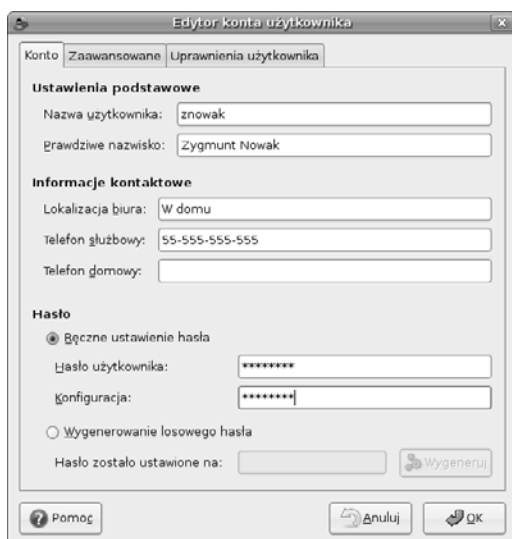 Edytor konta użytkownika
Konto Zaawansowane Uprawnienia użytkownika
Ustawienia podstawowe
Nazwa użytkownika: znowak
Prawdziwe nazwisko: Zygmunt Nowak
Informacje kontaktowe
Lokalizacja biura: W domu
Telefon służbowy: 55-555-555-555
Telefon domowy:
Hasło
Ręczne ustawienie hasła
Hasło użytkownika: ********
Konfiguracja: ********
Wygenerowanie losowego hasła
Hasło zostało ustawione na: Wygeneruj
Pomoc Anuluj OK